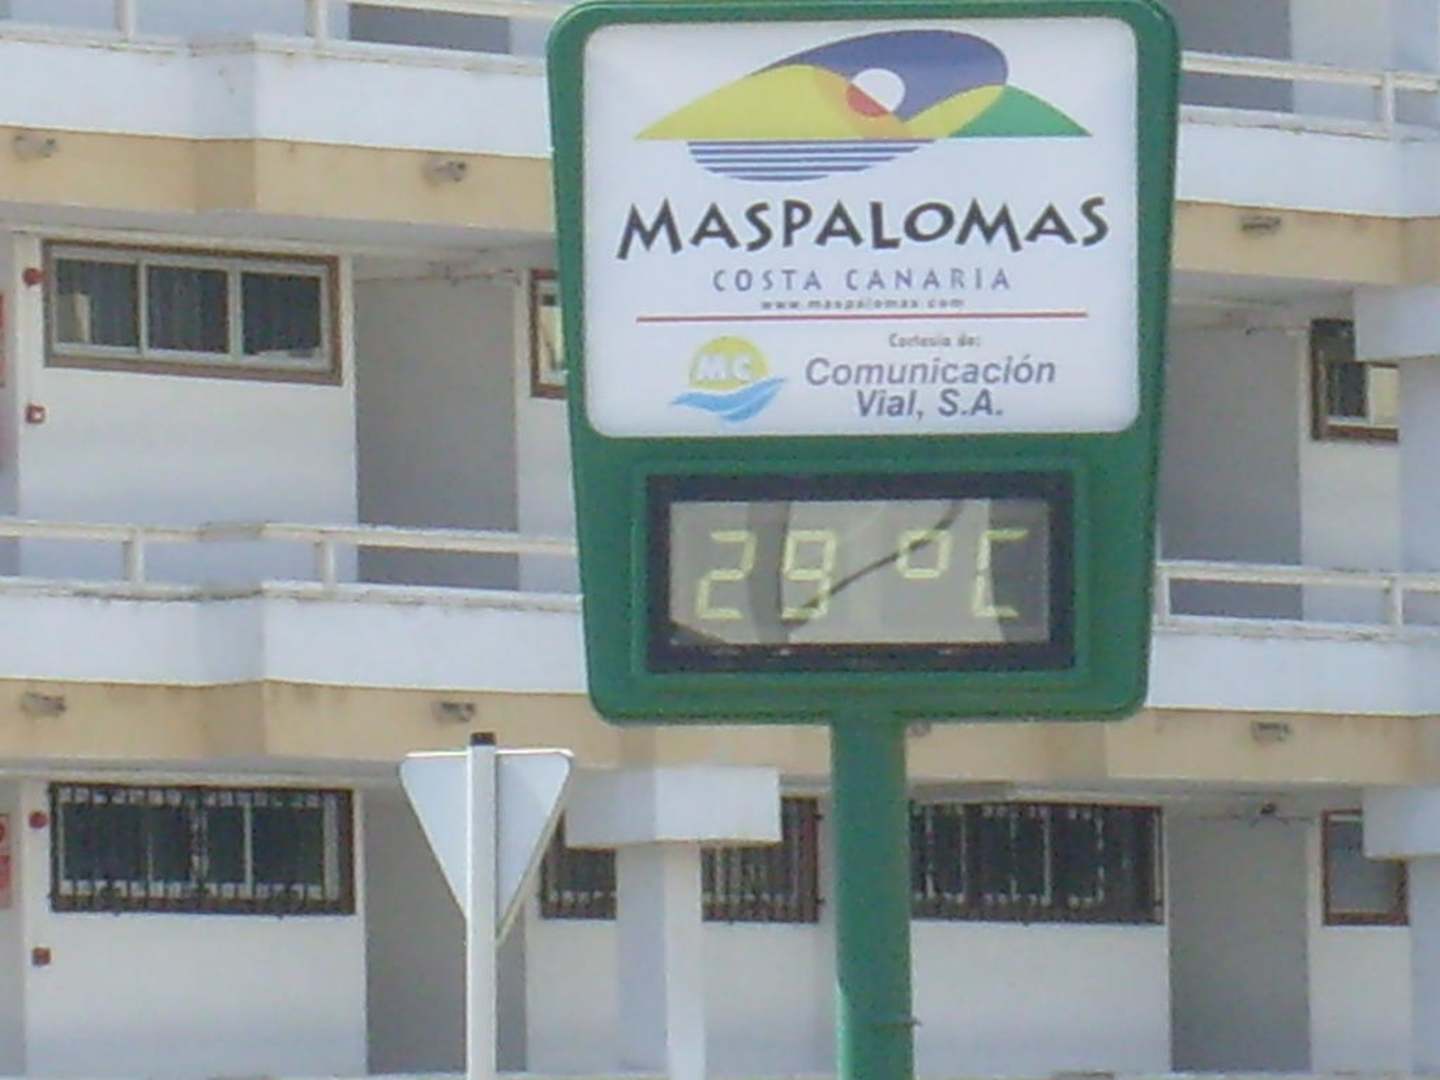 MASPALOMAS
COSTA CANARIA
www.maspalomas.com
Cortesía de:
MC
Comunicación
Vial, S.A.
29 °C